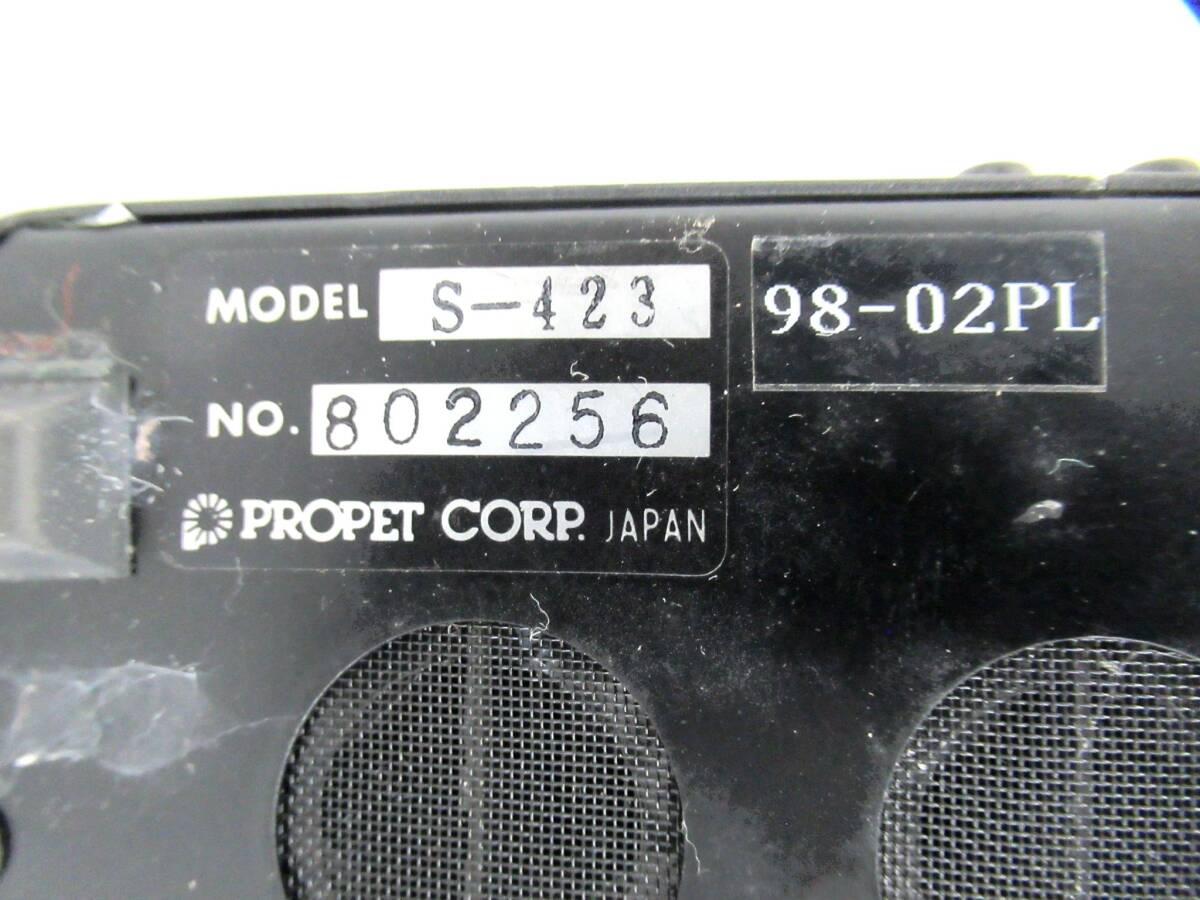 MODEL S-423
NO. 802256
PROPET CORP. JAPAN
98-02PL